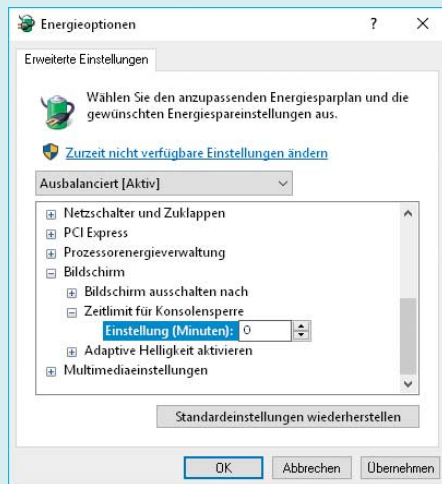 Energieoptionen
Erweiterte Einstellungen
Wählen Sie den anzupassenden Energiesparplan und die
gewünschten Energiespareinstellungen aus.
Zurzeit nicht verfügbare Einstellungen ändern
Ausbalanciert [Aktiv]
Netzschalter und Zuklappen
PCI Express
Prozessorenergieverwaltung
Bildschirm
Bildschirm ausschalten nach
Zeitlimit für Konsolensperre
Einstellung (Minuten): 0
Adaptive Helligkeit aktivieren
Multimediaeinstellungen
Standardeinstellungen wiederherstellen
OK Abbrechen Übernehmen